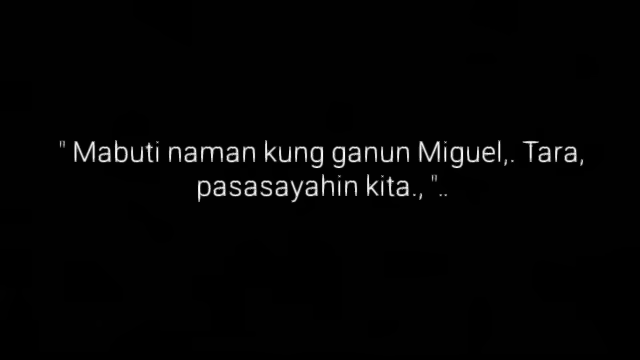 " Mabuti naman kung ganun Miguel,. Tara,
pasasayahin kita., "..